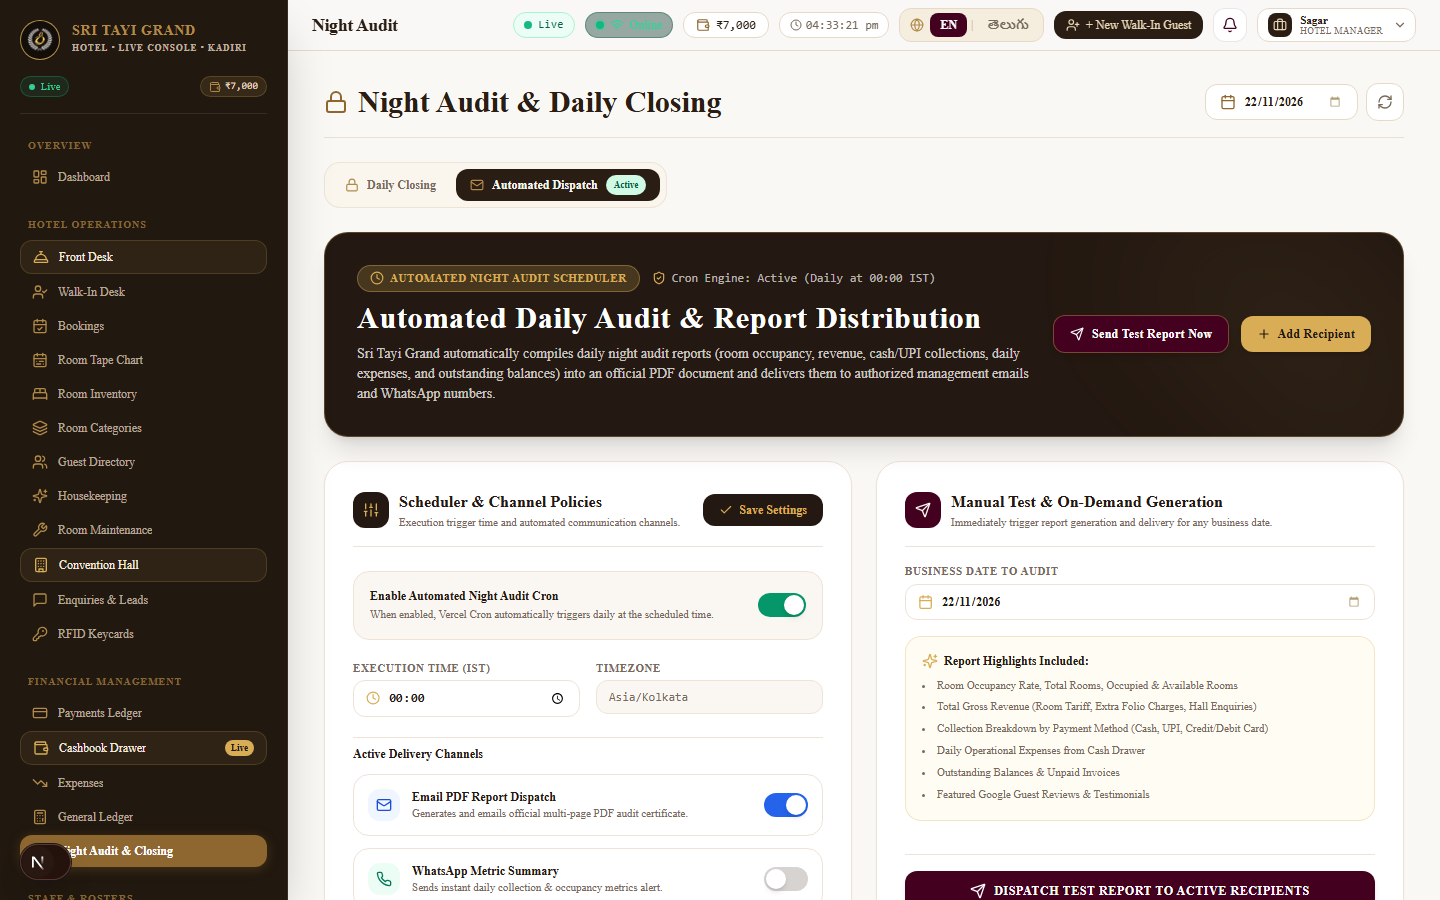 SRI TAYI GRAND
HOTEL • LIVE CONSOLE • KADIRI
Live
₹7,000
OVERVIEW
Dashboard
HOTEL OPERATIONS
Front Desk
Walk-In Desk
Bookings
Room Tape Chart
Room Inventory
Room Categories
Guest Directory
Housekeeping
Room Maintenance
Convention Hall
Enquiries & Leads
RFID Keycards
FINANCIAL MANAGEMENT
Payments Ledger
Cashbook Drawer Live
Expenses
General Ledger
ight Audit & Closing
N
STAFF & ROSTERS
Night Audit
Live
Online
₹7,000
04:33:21 pm
EN | తెలుగు
+ New Walk-In Guest
Sagar
HOTEL MANAGER
Night Audit & Daily Closing
22/11/2026
Daily Closing
Automated Dispatch Active
AUTOMATED NIGHT AUDIT SCHEDULER
Cron Engine: Active (Daily at 00:00 IST)
Automated Daily Audit & Report Distribution
Sri Tayi Grand automatically compiles daily night audit reports (room occupancy, revenue, cash/UPI collections, daily
expenses, and outstanding balances) into an official PDF document and delivers them to authorized management emails
and WhatsApp numbers.
Send Test Report Now
+ Add Recipient
Scheduler & Channel Policies
Execution trigger time and automated communication channels.
Save Settings
Enable Automated Night Audit Cron
When enabled, Vercel Cron automatically triggers daily at the scheduled time.
EXECUTION TIME (IST)
00:00
TIMEZONE
Asia/Kolkata
Active Delivery Channels
Email PDF Report Dispatch
Generates and emails official multi-page PDF audit certificate.
WhatsApp Metric Summary
Sends instant daily collection & occupancy metrics alert.
Manual Test & On-Demand Generation
Immediately trigger report generation and delivery for any business date.
BUSINESS DATE TO AUDIT
22/11/2026
Report Highlights Included:
• Room Occupancy Rate, Total Rooms, Occupied & Available Rooms
• Total Gross Revenue (Room Tariff, Extra Folio Charges, Hall Enquiries)
• Collection Breakdown by Payment Method (Cash, UPI, Credit/Debit Card)
• Daily Operational Expenses from Cash Drawer
• Outstanding Balances & Unpaid Invoices
• Featured Google Guest Reviews & Testimonials
DISPATCH TEST REPORT TO ACTIVE RECIPIENTS